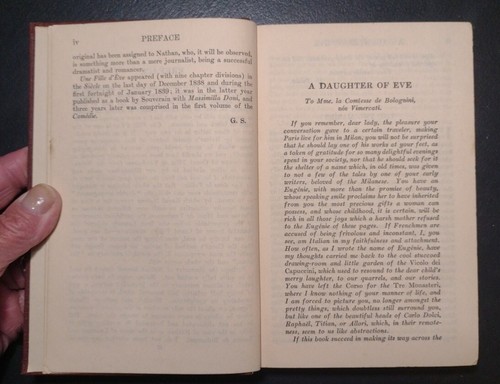 iv PREFACE
original has been assigned to Nathan, who, it will be observed,
is something more than a mere journalist, being a successful
dramatist and romancer.
Une Fille d'Ève appeared (with nine chapter divisions) in
the Siècle on the last day of December 1838 and during the
first fortnight of January 1839; it was in the latter year
published as a book by Souverain with Massimilla Doni, and
three years later was comprised in the first volume of the
Comédie.
G. S.
A DAUGHTER OF EVE
To Mme. la Comtesse de Bolognini,
née Vimercati.
If you remember, dear lady, the pleasure your
conversation gave to a certain traveler, making
Paris live for him in Milan, you will not be surprised
that he should lay one of his works at your feet, as
a token of gratitude for so many delightful evenings
spent in your society, nor that he should seek for it
the shelter of a name which, in old times, was given
to not a few of the tales by one of your early
writers, beloved of the Milanese. You have an
Eugénie, with more than the promise of beauty,
whose speaking smile proclaims her to have inherited
from you the most precious gifts a woman can
possess, and whose childhood, it is certain, will be
rich in all those joys which a harsh mother refused
to the Eugénie of these pages. If Frenchmen are
accused of being frivolous and inconstant, I, you
see, am Italian in my faithfulness and attachment.
How often, as I wrote the name of Eugénie, have
my thoughts carried me back to the cool stuccoed
drawing-room and little garden of the Vicolo dei
Capuccini, which used to resound to the dear child's
merry laughter, to our quarrels, and our stories.
You have left the Corso for the Tre Monasteri,
where I know nothing of your manner of life, and
I am forced to picture you, no longer amongst the
pretty things, which doubtless still surround you,
but like one of the beautiful heads of Carlo Dolci,
Raphael, Titian, or Allori, which, in their remote-
ness, seem to us like abstractions.
If this book succeed in making its way across the